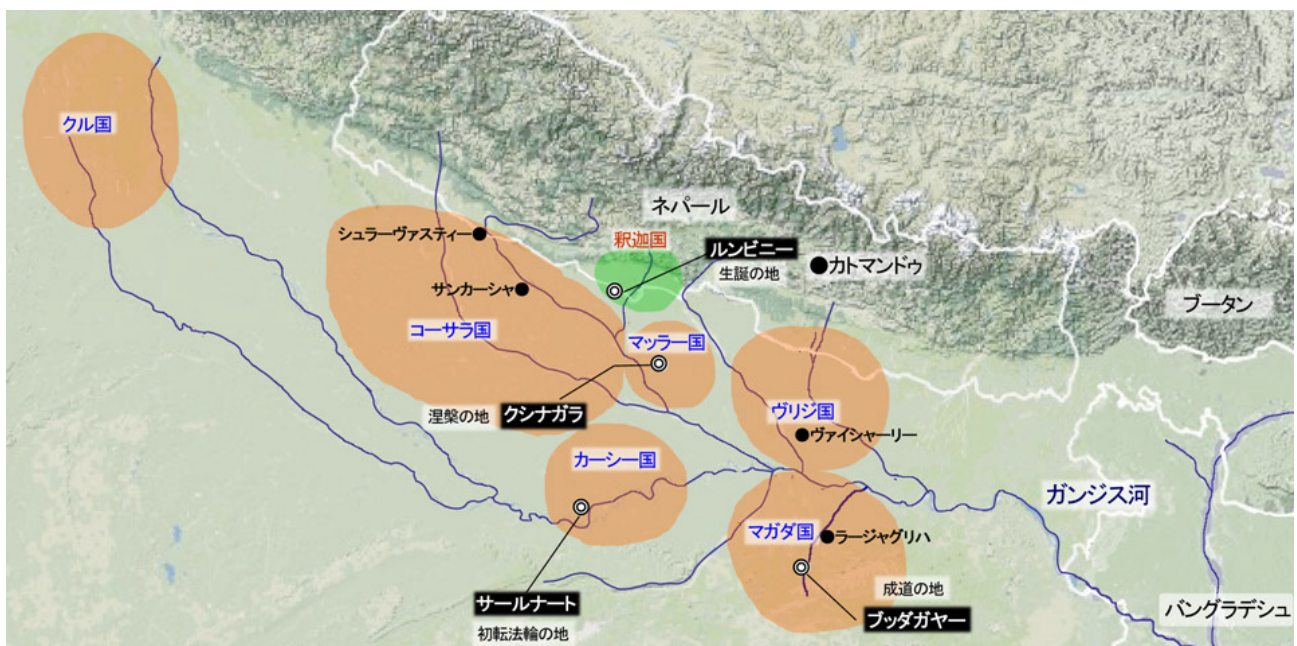 クル国
ネパール
シュラーヴァスティー
釈迦国
ルンビニー
生誕の地
カトマンドゥ
サンカーシャ
ブータン
コーサラ国
マッラー国
涅槃の地
クシナガラ
ヴリジ国
ヴァイシャーリー
カーシー国
ガンジス河
マガダ国
ラージャグリハ
成道の地
サールナート
ブッダガヤー
バングラデシュ
初転法輪の地